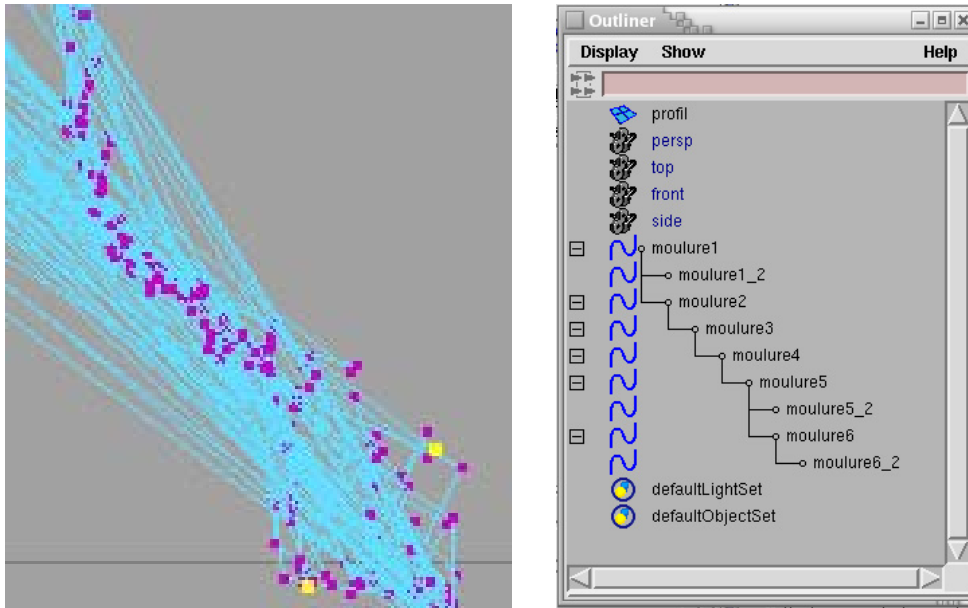 Outliner
Display Show Help
profil
persp
top
front
side
moulure1
moulure1_2
moulure2
moulure3
moulure4
moulure5
moulure5_2
moulure6
moulure6_2
defaultLightSet
defaultObjectSet